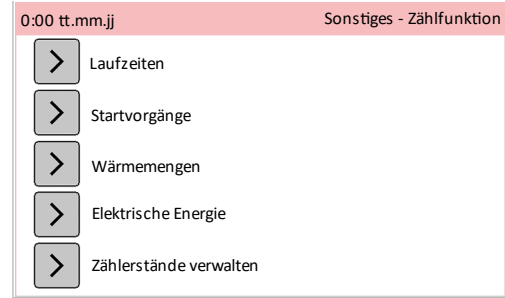 0:00 tt.mm.jj Sonstiges - Zählfunktion
Laufzeiten
Startvorgänge
Wärmemengen
Elektrische Energie
Zählerstände verwalten